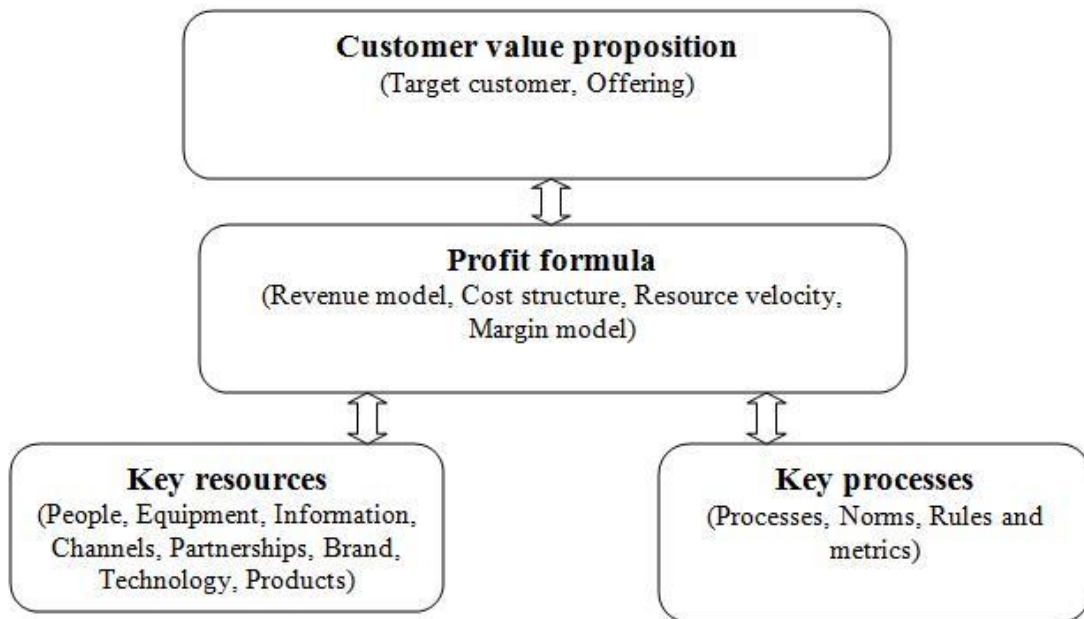 Customer value proposition
(Target customer, Offering)
Profit formula
(Revenue model, Cost structure, Resource velocity,
Margin model)
Key resources
(People, Equipment, Information,
Channels, Partnerships, Brand,
Technology, Products)
Key processes
(Processes, Norms, Rules and
metrics)